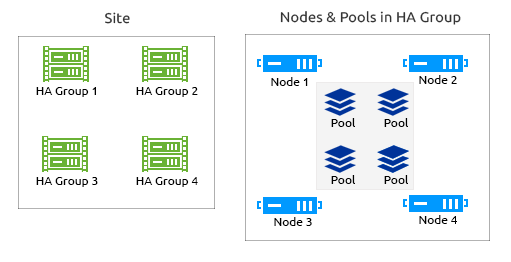 Site
HA Group 1
HA Group 2
HA Group 3
HA Group 4
Nodes & Pools in HA Group
Node 1
Node 2
Pool
Pool
Pool
Pool
Node 3
Node 4